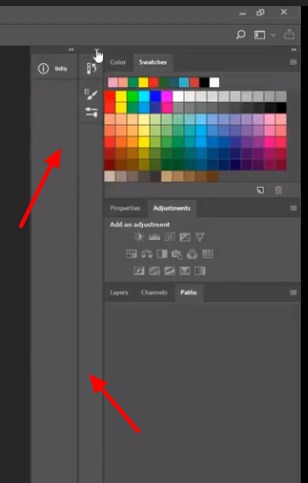 Info
Color Swatches
Properties Adjustments
Add an adjustment
Layers Channels Paths